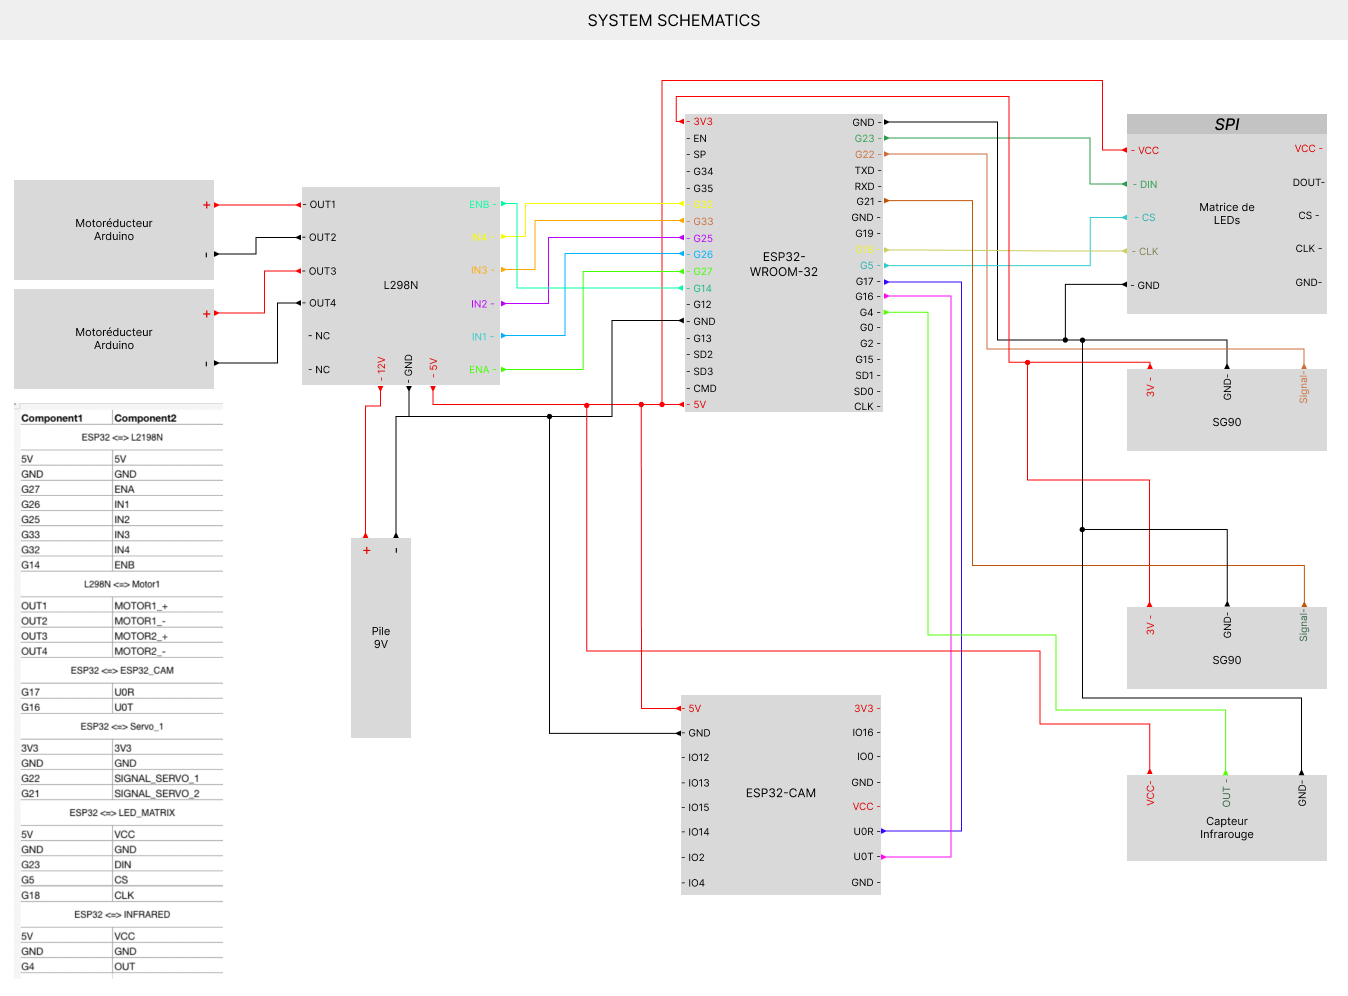 SYSTEM SCHEMATICS
Motoréducteur
Arduino
+
-
Motoréducteur
Arduino
+
-
- OUT1
- OUT2
- OUT3
- OUT4
- NC
- NC
L298N
ENB -
IN4 -
IN3 -
IN2 -
IN1 -
ENA -
- 12V
- GND
- 5V
+
-
Pile
9V
- 3V3
- EN
- SP
- G34
- G35
- G32
- G33
- G25
- G26
- G27
- G14
- G12
- GND
- G13
- SD2
- SD3
- CMD
- 5V
ESP32-
WROOM-32
GND -
G23 -
G22 -
TXD -
RXD -
G21 -
GND -
G19 -
G18 -
G5 -
G17 -
G16 -
G4 -
G0 -
G2 -
G15 -
SD1 -
SD0 -
CLK -
SPI
- VCC
- DIN
- CS
- CLK
- GND
Matrice de
LEDs
VCC -
DOUT-
CS -
CLK -
GND-
3V -
GND-
Signal-
SG90
3V -
GND-
Signal-
SG90
VCC-
OUT -
GND-
Capteur
Infrarouge
- 5V
- GND
- IO12
- IO13
- IO15
- IO14
- IO2
- IO4
ESP32-CAM
3V3 -
IO16 -
IO0 -
GND -
VCC -
U0R -
U0T -
GND -
Component1 Component2
ESP32 <=> L2198N
5V 5V
GND GND
G27 ENA
G26 IN1
G25 IN2
G33 IN3
G32 IN4
G14 ENB
L298N <=> Motor1
OUT1 MOTOR1_+
OUT2 MOTOR1_-
OUT3 MOTOR2_+
OUT4 MOTOR2_-
ESP32 <=> ESP32_CAM
G17 U0R
G16 U0T
ESP32 <=> Servo_1
3V3 3V3
GND GND
G22 SIGNAL_SERVO_1
G21 SIGNAL_SERVO_2
ESP32 <=> LED_MATRIX
5V VCC
GND GND
G23 DIN
G5 CS
G18 CLK
ESP32 <=> INFRARED
5V VCC
GND GND
G4 OUT